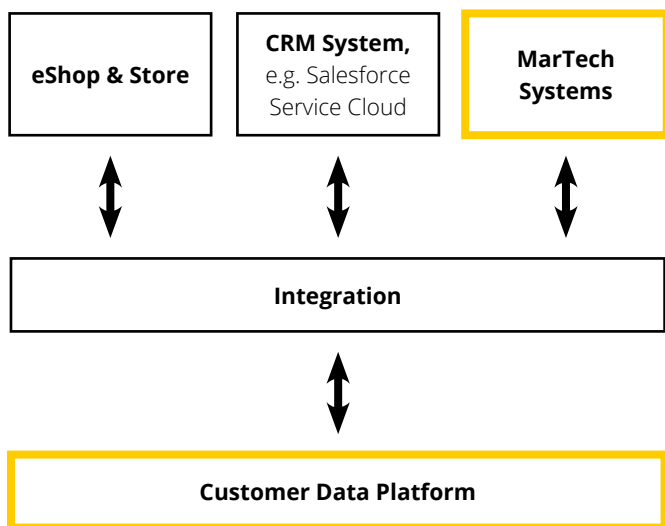 eShop & Store
CRM System,
e.g. Salesforce
Service Cloud
MarTech
Systems
Integration
Customer Data Platform